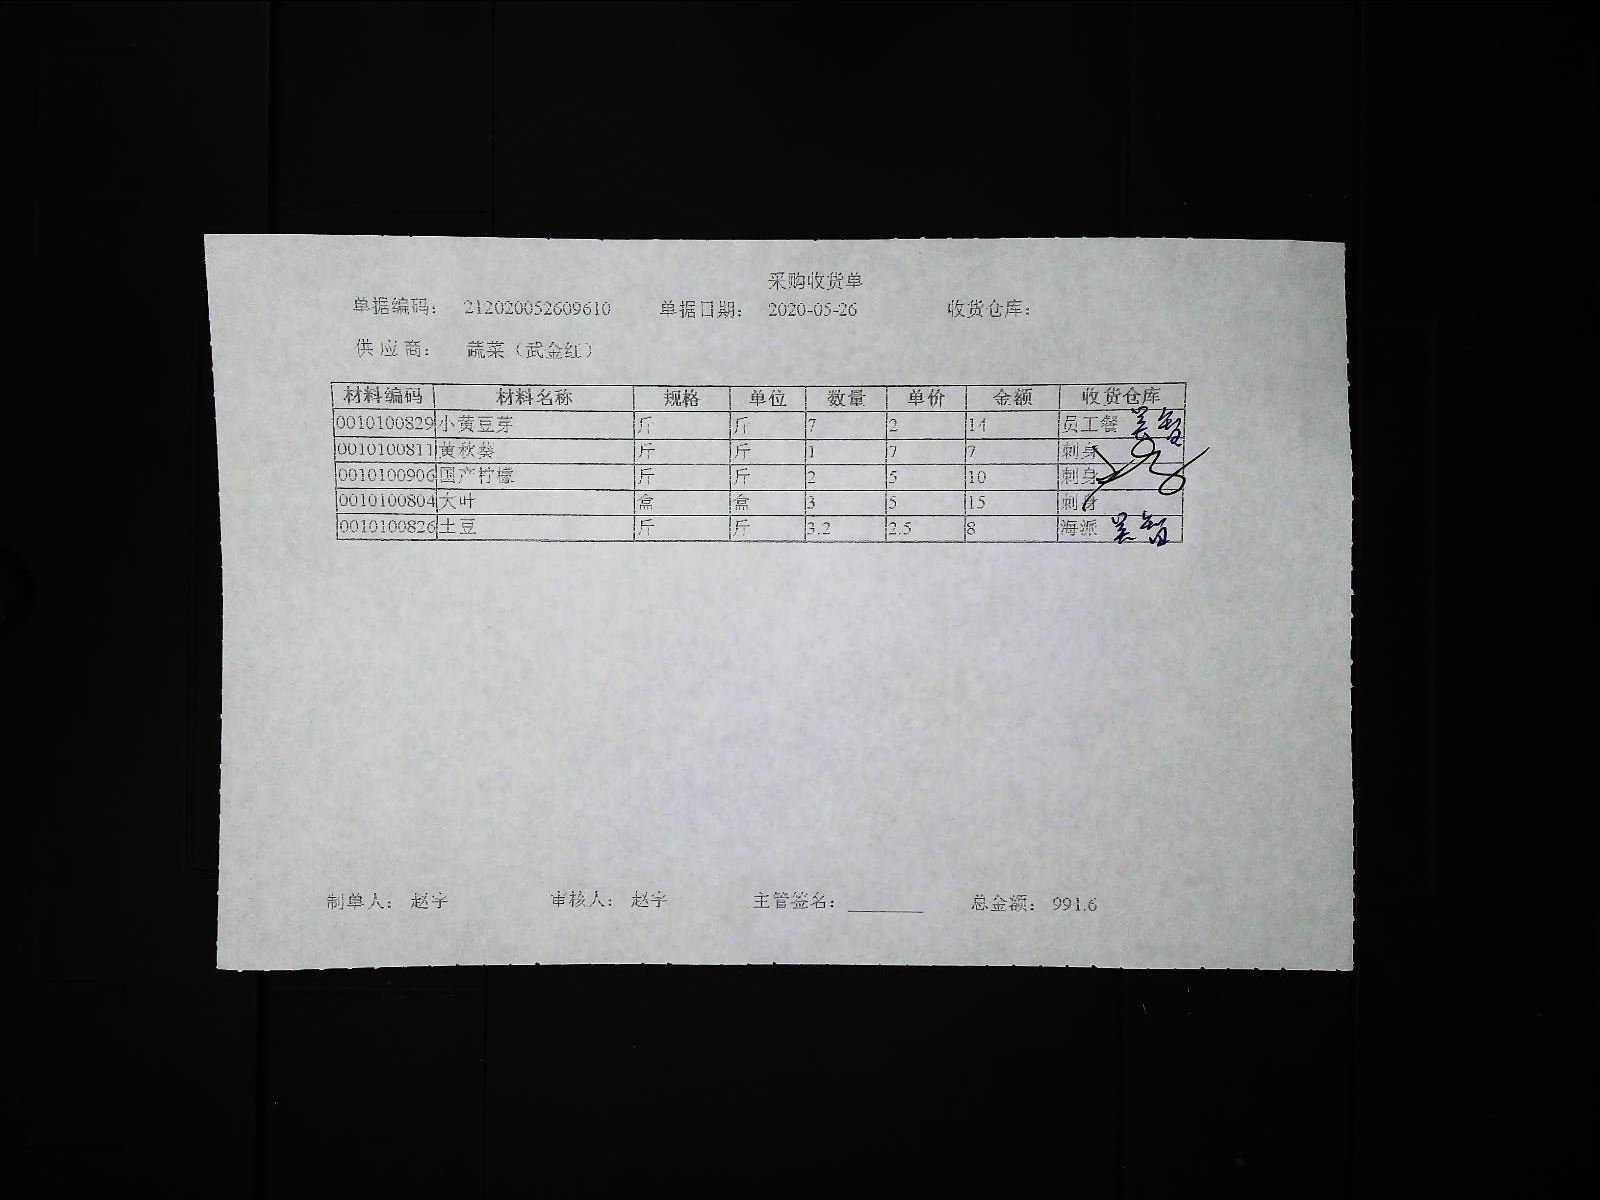 采购收货单
单据编码： 212020052609610 单据日期： 2020-05-26 收货仓库：
供应商： 蔬菜（武金红）
材料编码 材料名称 规格 单位 数量 单价 金额 收货仓库
0010100829 小黄豆芽 斤 斤 7 2 14 员工餐
0010100811 黄秋葵 斤 斤 1 7 7 刺身
0010100906 国产柠檬 斤 斤 2 5 10 刺身
0010100804 大叶 盒 盒 3 5 15 刺身
0010100826 土豆 斤 斤 3.2 2.5 8 海派
制单人： 赵宇 审核人： 赵宇 主管签名： 总金额： 991.6